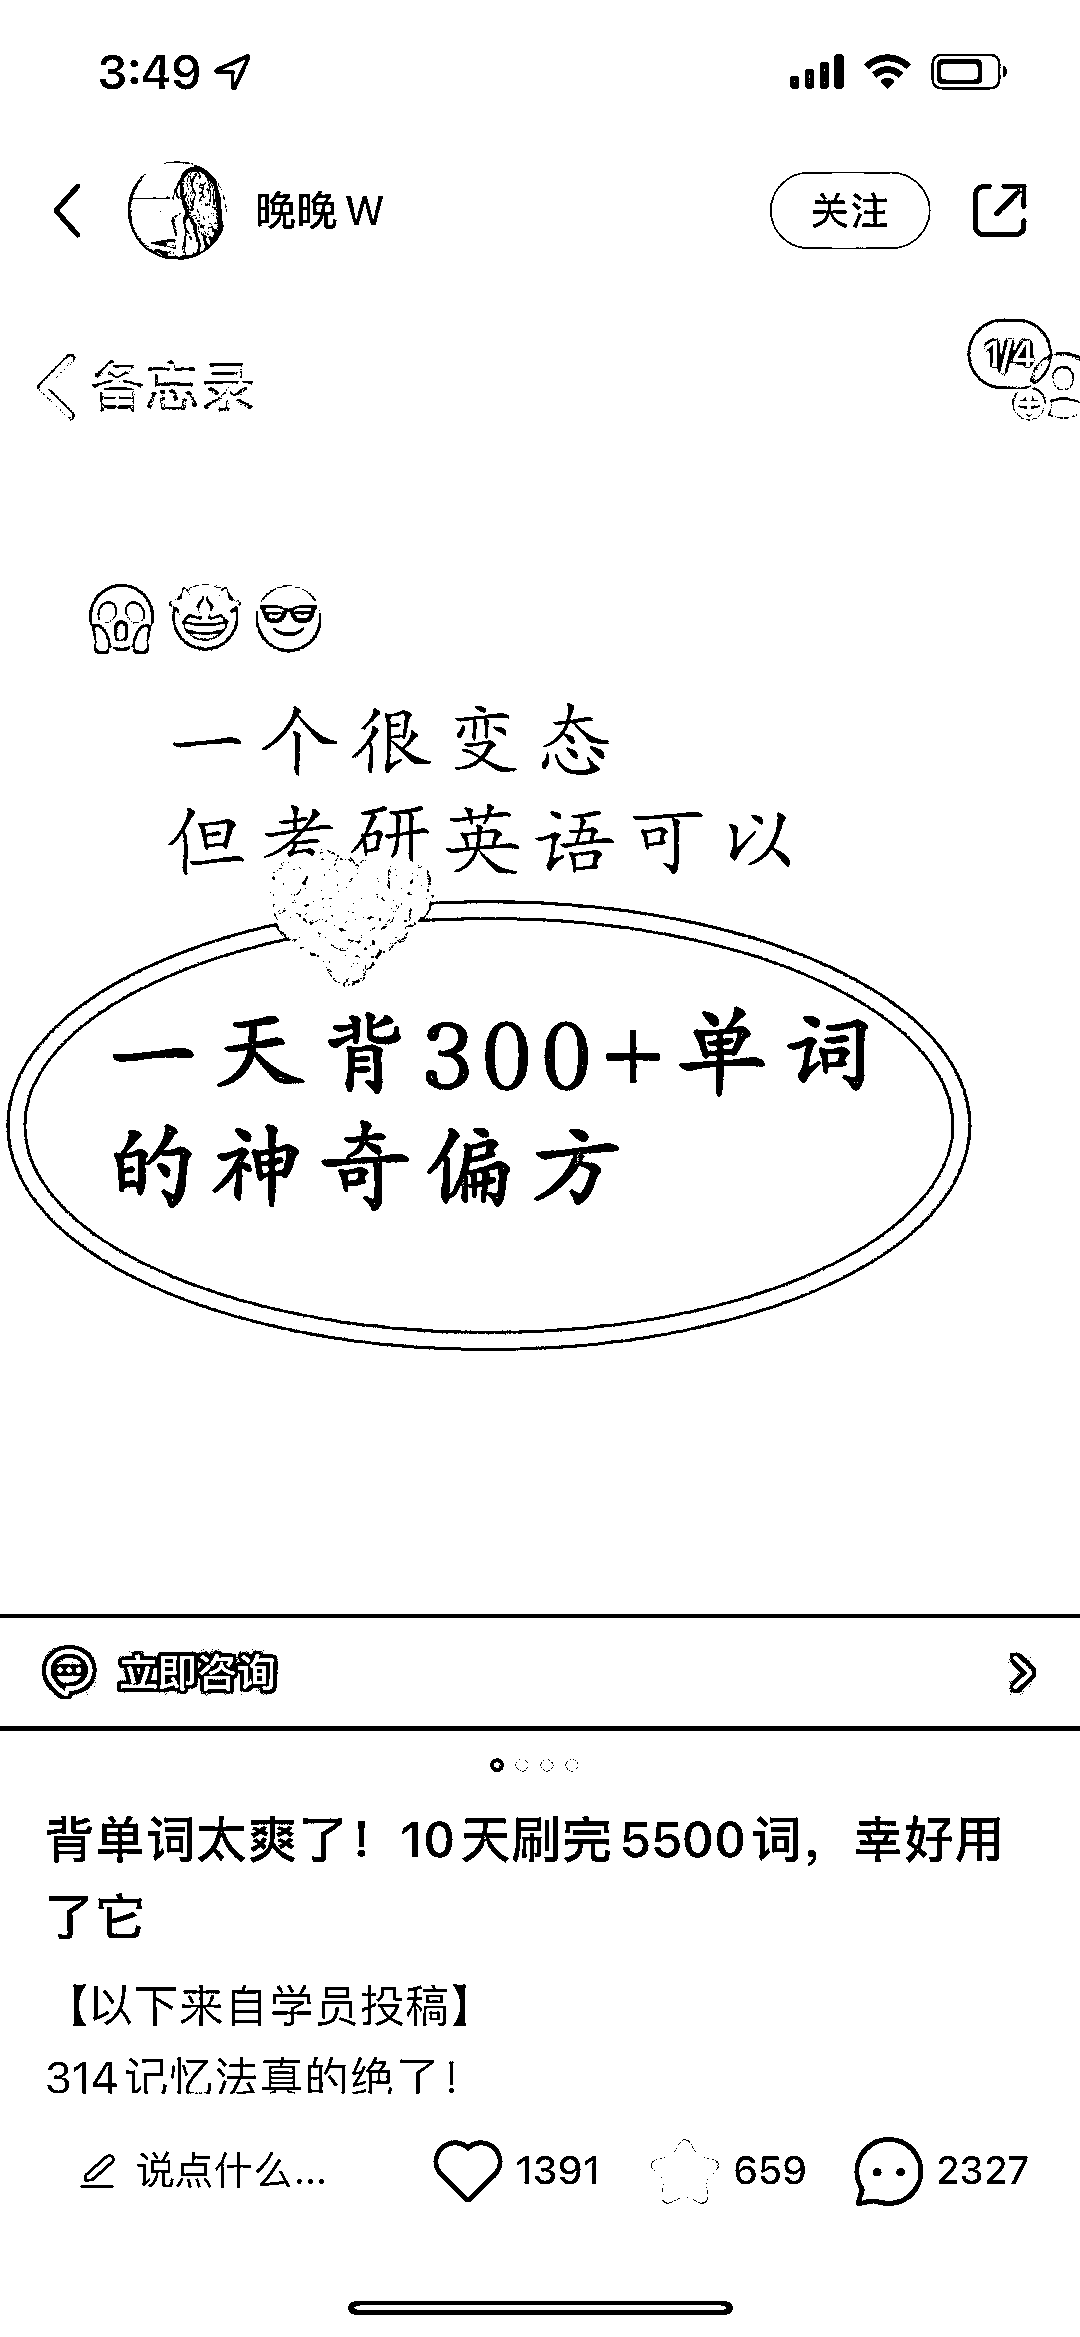 3:49
晚晚W
关注
备忘录
1/4
一个很变态
但考研英语可以
一天背300+单词
的神奇偏方
立即咨询
背单词太爽了！10天刷完5500词，幸好用
了它
【以下来自学员投稿】
314记忆法真的绝了！
说点什么...
1391
659
2327